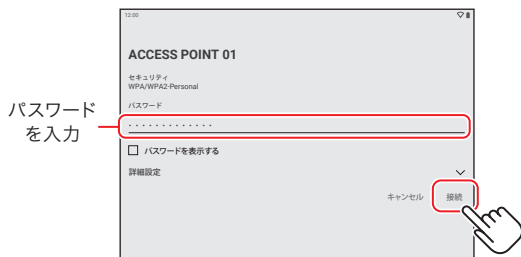 12:00
ACCESS POINT 01
セキュリティ
WPA/WPA2-Personal
パスワード
パスワード
を入力
・・・・・・・・・・・・・
パスワードを表示する
詳細設定
キャンセル 接続